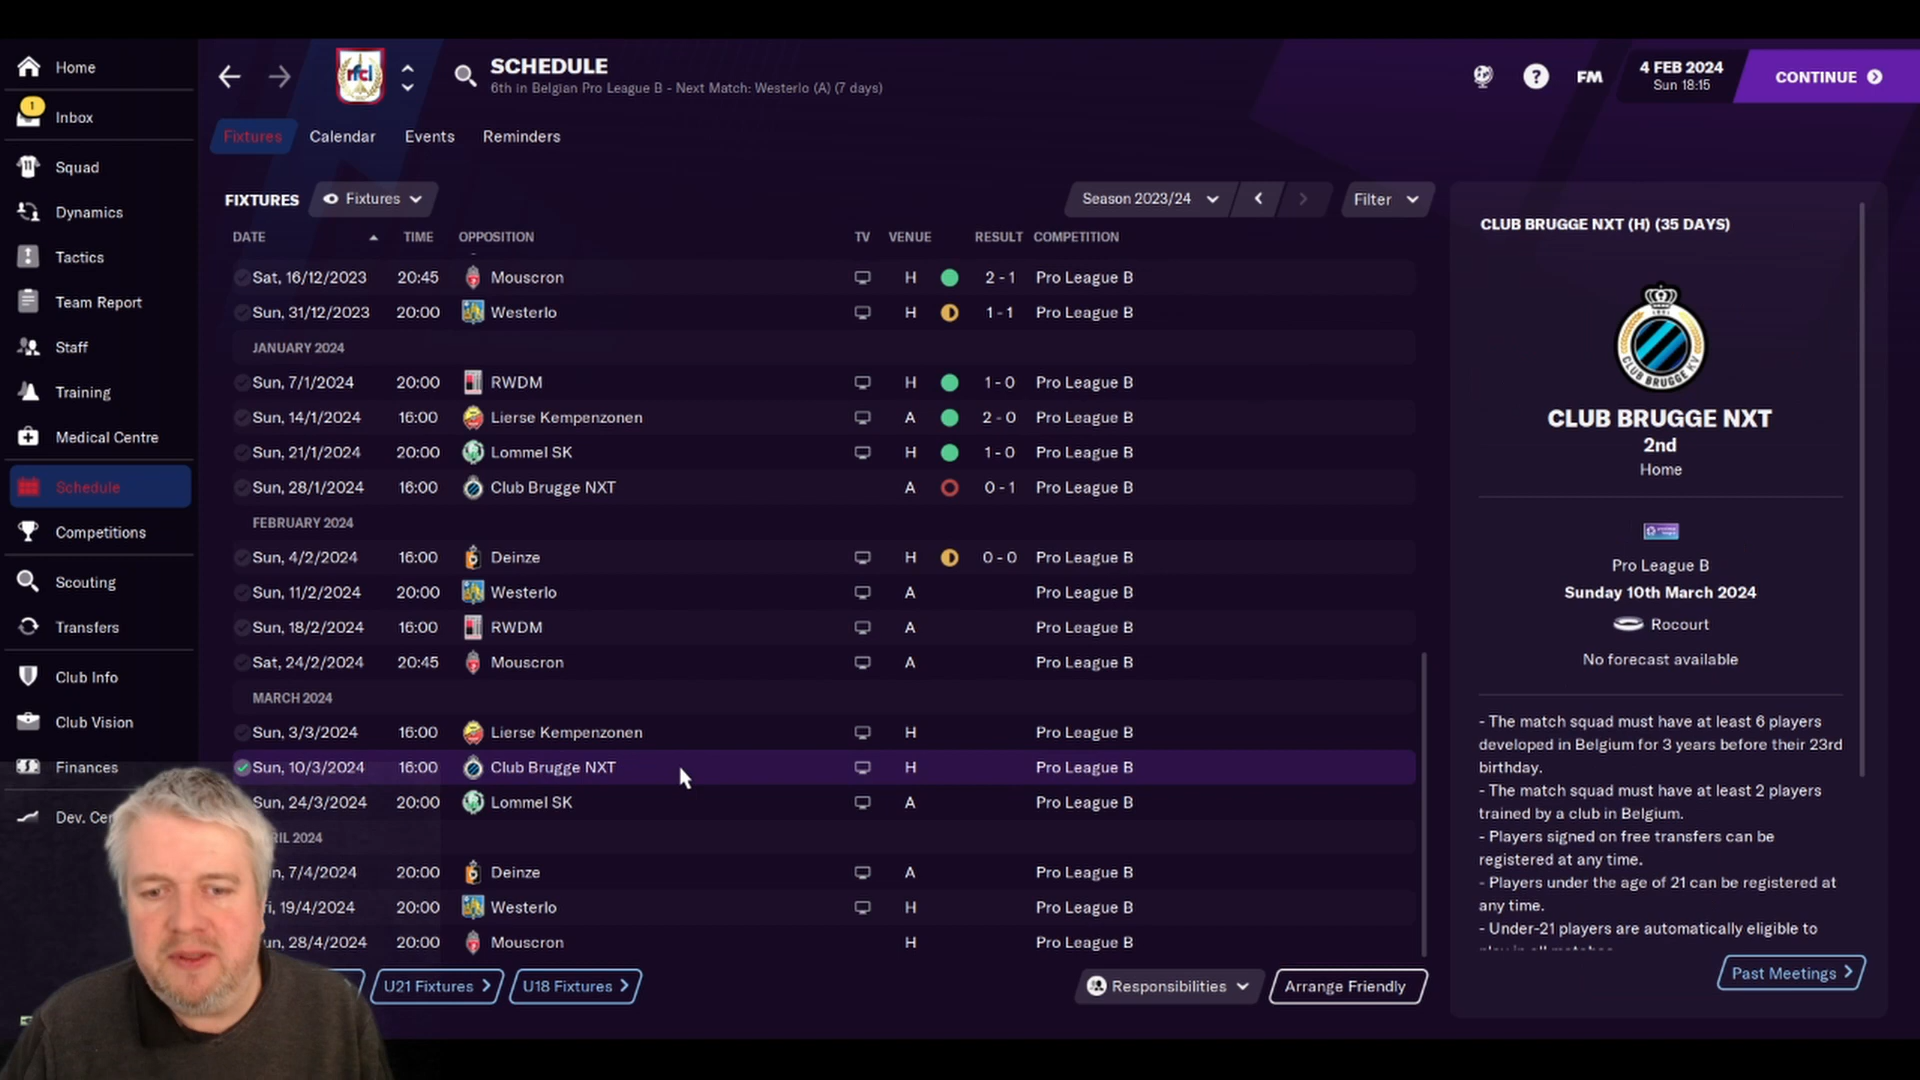 Home
1
Inbox
Squad
Dynamics
Tactics
Team Report
Staff
Training
Medical Centre
Schedule
Competitions
Scouting
Transfers
Club Info
Club Vision
Finances
Dev. Cen
rfcl
SCHEDULE
6th in Belgian Pro League B - Next Match: Westerlo (A) (7 days)
FM
4 FEB 2024
Sun 18:15
CONTINUE
Fixtures Calendar Events Reminders
FIXTURES Fixtures Season 2023/24 Filter
DATE TIME OPPOSITION TV VENUE RESULT COMPETITION
Sat, 16/12/2023 20:45 Mouscron H 2 - 1 Pro League B
Sun, 31/12/2023 20:00 Westerlo H 1 - 1 Pro League B
JANUARY 2024
Sun, 7/1/2024 20:00 RWDM H 1 - 0 Pro League B
Sun, 14/1/2024 16:00 Lierse Kempenzonen A 2 - 0 Pro League B
Sun, 21/1/2024 20:00 Lommel SK H 1 - 0 Pro League B
Sun, 28/1/2024 16:00 Club Brugge NXT A 0 - 1 Pro League B
FEBRUARY 2024
Sun, 4/2/2024 16:00 Deinze H 0 - 0 Pro League B
Sun, 11/2/2024 20:00 Westerlo A Pro League B
Sun, 18/2/2024 16:00 RWDM A Pro League B
Sat, 24/2/2024 20:45 Mouscron A Pro League B
MARCH 2024
Sun, 3/3/2024 16:00 Lierse Kempenzonen H Pro League B
Sun, 10/3/2024 16:00 Club Brugge NXT H Pro League B
Sun, 24/3/2024 20:00 Lommel SK A Pro League B
RIL 2024
n, 7/4/2024 20:00 Deinze A Pro League B
ri, 19/4/2024 20:00 Westerlo H Pro League B
un, 28/4/2024 20:00 Mouscron H Pro League B
U21 Fixtures U18 Fixtures Responsibilities Arrange Friendly
CLUB BRUGGE NXT (H) (35 DAYS)
1891
CLUB BRUGGE KV
CLUB BRUGGE NXT
2nd
Home
Pro League B
Sunday 10th March 2024
Rocourt
No forecast available
- The match squad must have at least 6 players
developed in Belgium for 3 years before their 23rd
birthday.
- The match squad must have at least 2 players
trained by a club in Belgium.
- Players signed on free transfers can be
registered at any time.
- Players under the age of 21 can be registered at
any time.
- Under-21 players are automatically eligible to
play in all matches.
Past Meetings